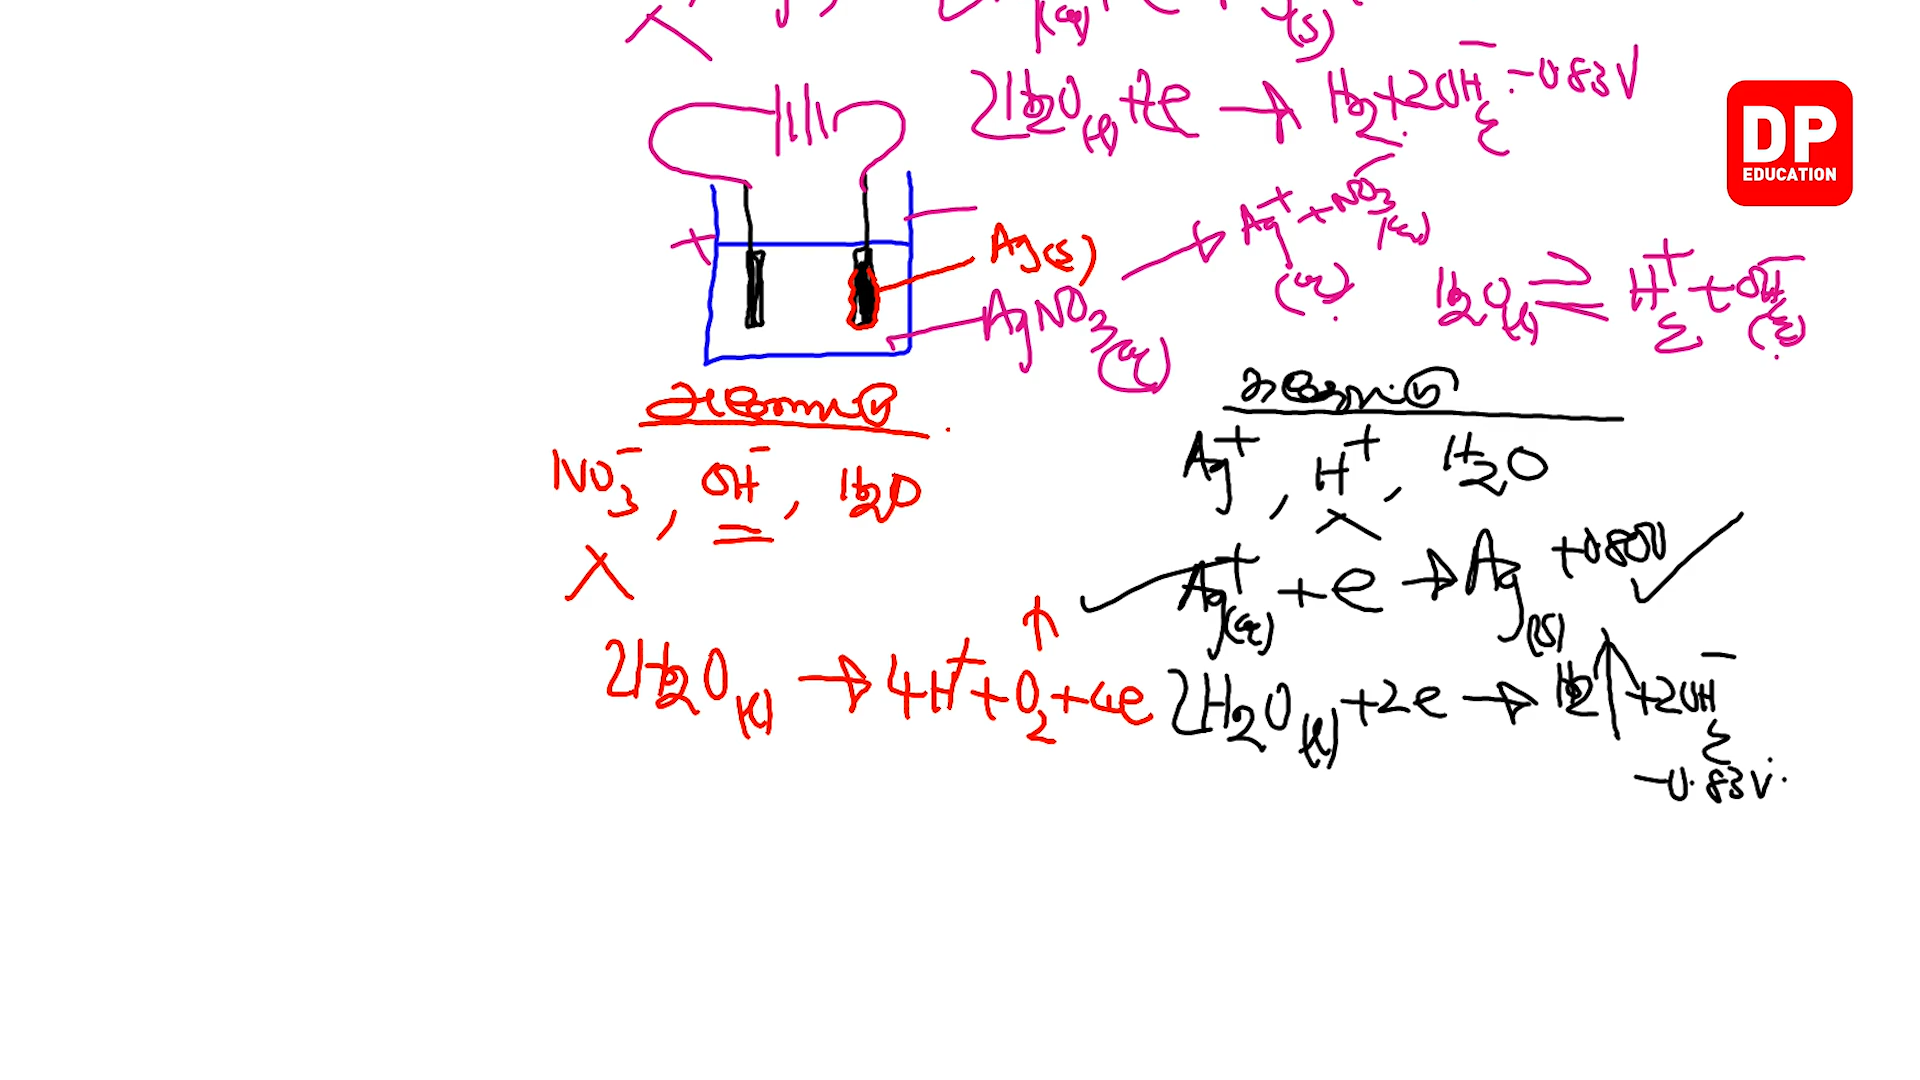 (aq) (s)
2H₂O(l) + 2e → H₂ + 2OH⁻ -0.83V
DP
EDUCATION
Ag⁺ + NO₃⁻
(aq) (aq)
+ −
Ag(s)
AgNO₃(aq)
H₂O(l) ⇌ H⁺ + OH⁻
NO₃⁻, OH⁻, H₂O
Ag⁺, H⁺, H₂O
Ag⁺(aq) + e → Ag(s) +0.80V
2H₂O(l) → 4H⁺ + O₂↑ + 4e
2H₂O(l) + 2e → H₂↑ + 2OH⁻
-0.83V.